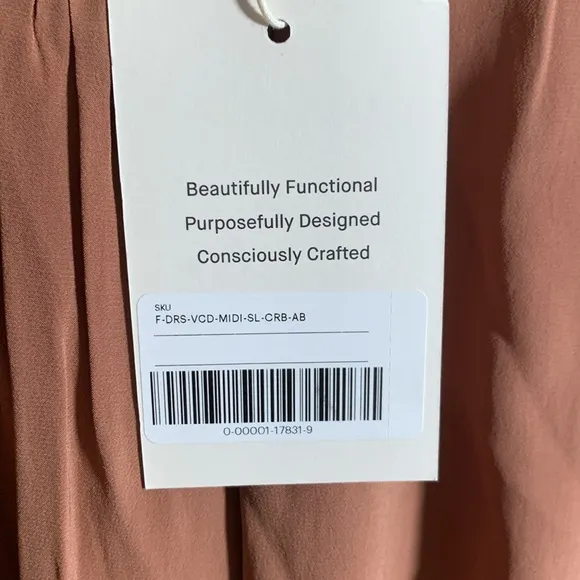 Beautifully Functional
Purposefully Designed
Consciously Crafted
SKU
F-DRS-VCD-MIDI-SL-CRB-AB
0-00001-17831-9